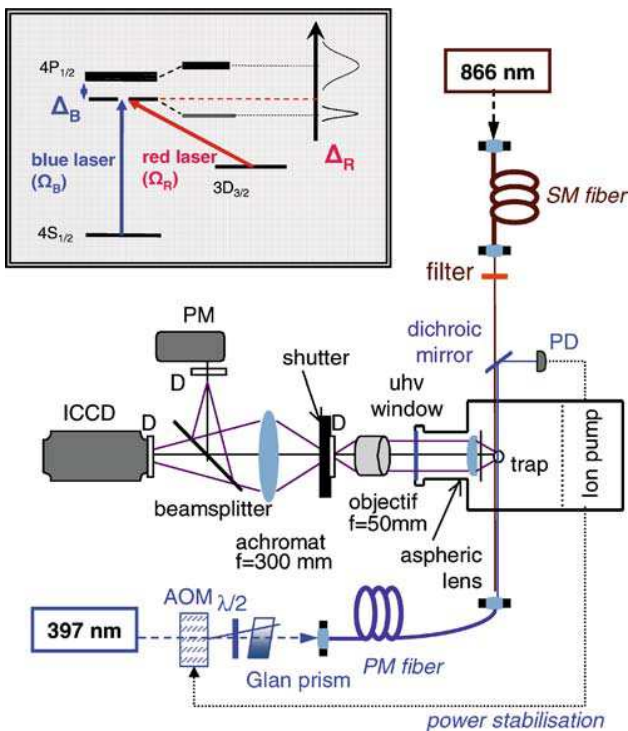 4P1/2
ΔB
blue laser
(ΩB)
red laser
(ΩR)
ΔR
3D3/2
4S1/2
866 nm
SM fiber
filter
dichroic
mirror
PD
PM
D
shutter
uhv
window
ICCD
D
D
trap
Ion pump
beamsplitter
objectif
f=50mm
achromat
f=300 mm
aspheric
lens
AOM
λ/2
397 nm
Glan prism
PM fiber
power stabilisation